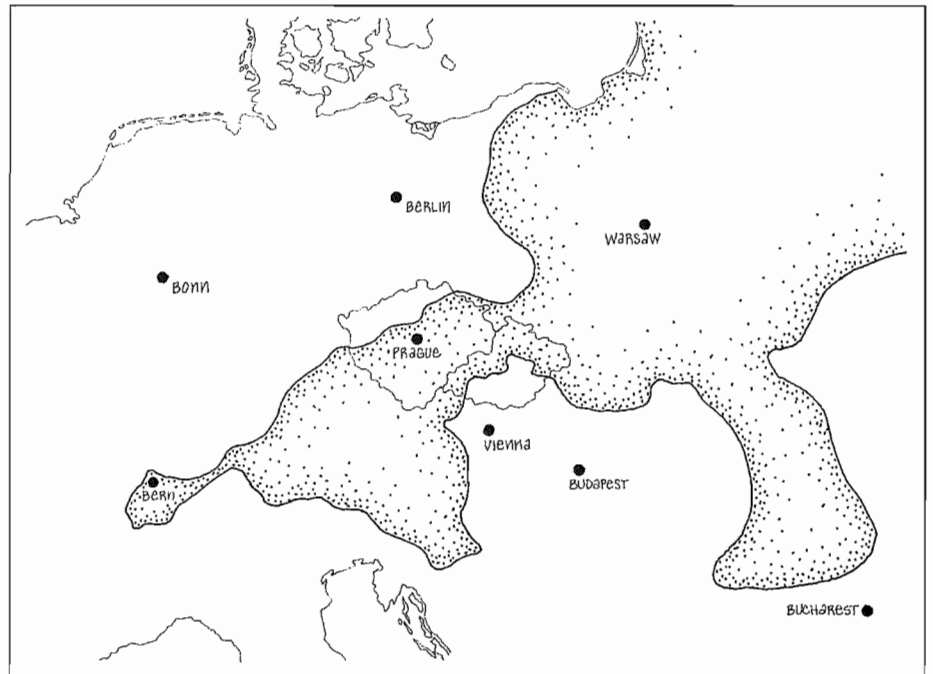 BERLIN
WARSAW
BONN
PRAGUE
VIENNA
BERN
BUDAPEST
BUCHAREST